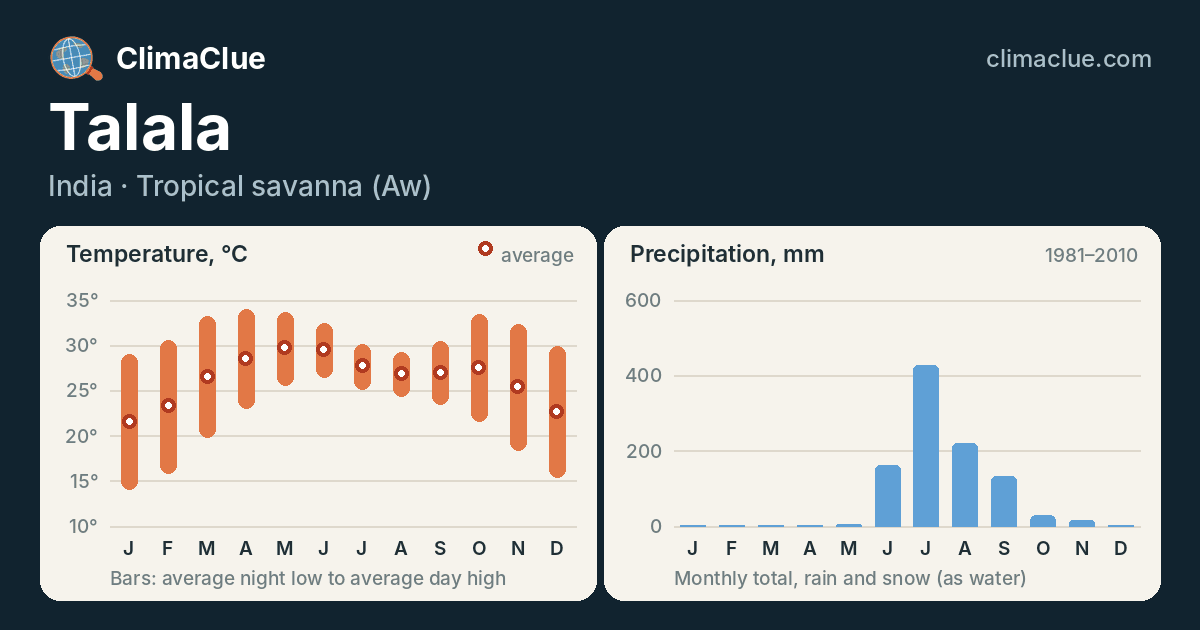 ClimaClue
climaclue.com
Talala
India · Tropical savanna (Aw)
Temperature, °C
average
35°
30°
25°
20°
15°
10°
J F M A M J J A S O N D
Bars: average night low to average day high
Precipitation, mm
1981–2010
600
400
200
0
J F M A M J J A S O N D
Monthly total, rain and snow (as water)